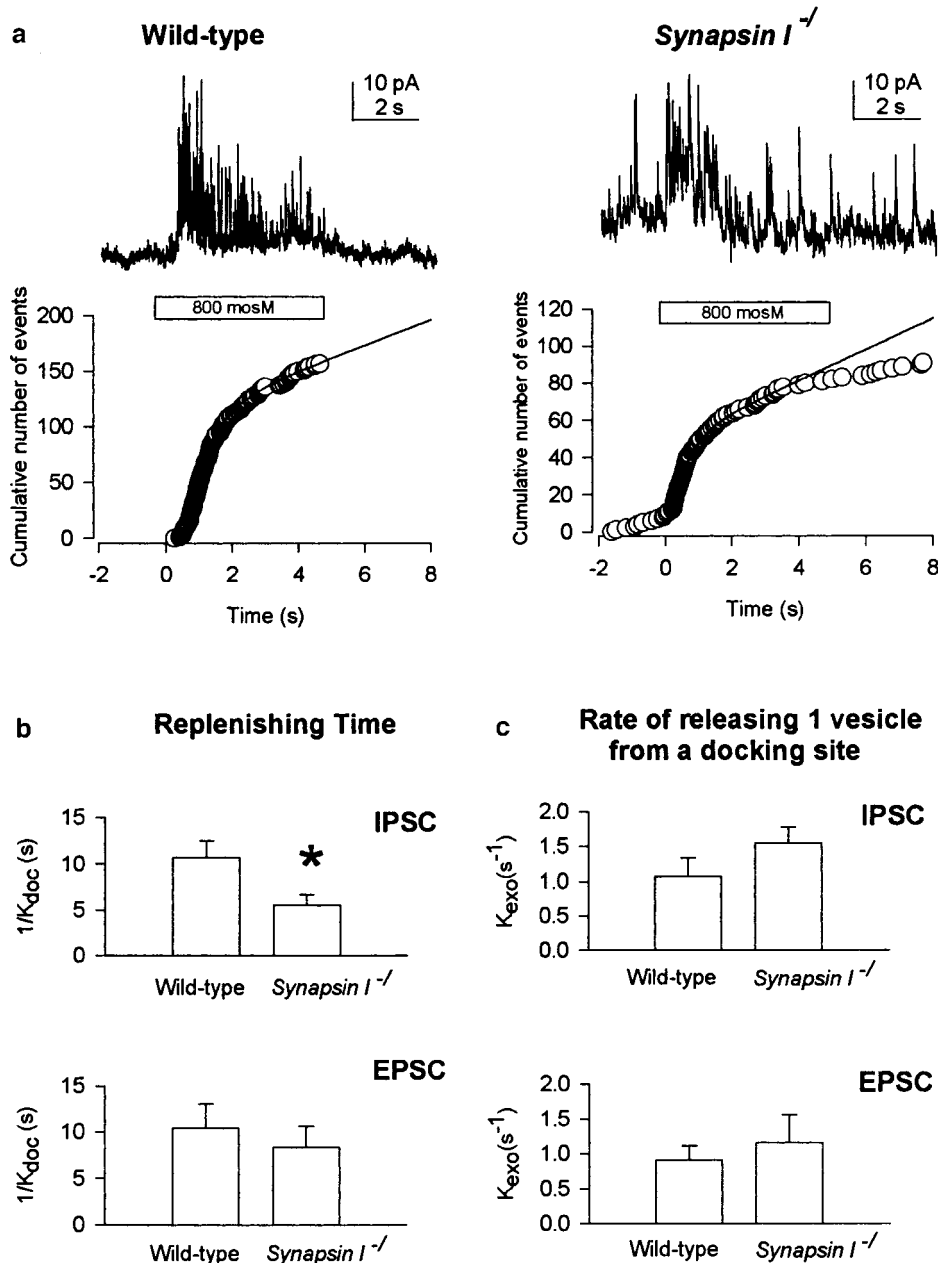 a
Wild-type
Synapsin I -/
10 pA
2 s
10 pA
2 s
Cumulative number of events
200
150
100
50
0
800 mosM
-2 0 2 4 6 8
Time (s)
Cumulative number of events
120
100
80
60
40
20
0
800 mosM
-2 0 2 4 6 8
Time (s)
b
Replenishing Time
IPSC
1/Kdoc (s)
15
10
5
0
*
Wild-type Synapsin I -/
EPSC
1/Kdoc (s)
15
10
5
0
Wild-type Synapsin I -/
c
Rate of releasing 1 vesicle
from a docking site
IPSC
Kexo(s-1)
2.0
1.5
1.0
0.5
0.0
Wild-type Synapsin I -/
EPSC
Kexo(s-1)
2.0
1.5
1.0
0.5
0.0
Wild-type Synapsin I -/